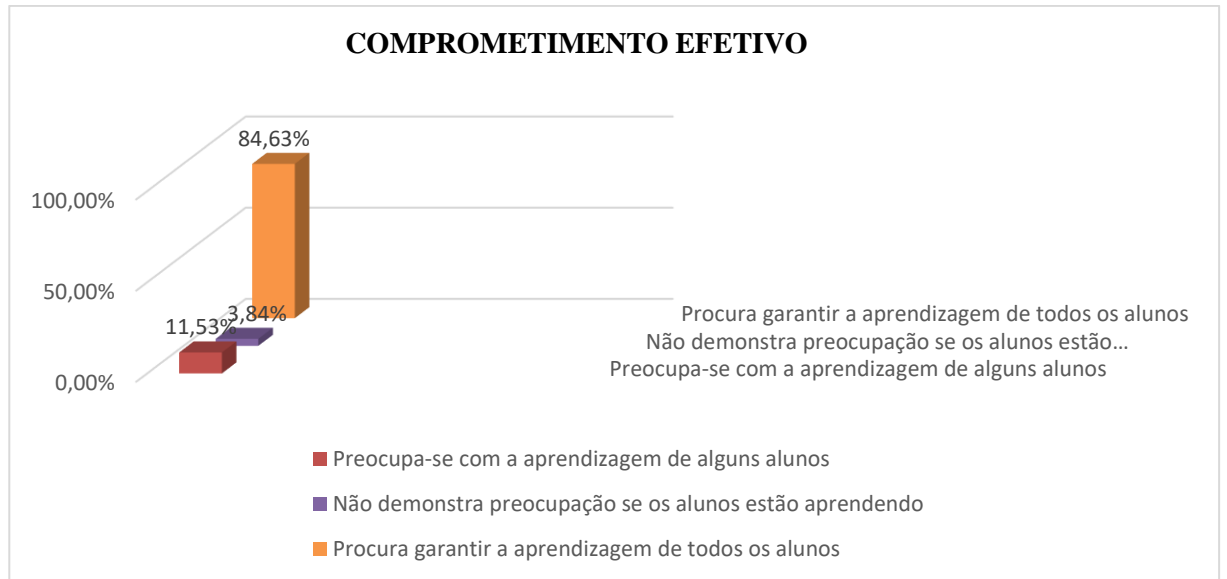 COMPROMETIMENTO EFETIVO
84,63%
100,00%
50,00%
3,84%
11,53%
0,00%
Procura garantir a aprendizagem de todos os alunos
Não demonstra preocupação se os alunos estão...
Preocupa-se com a aprendizagem de alguns alunos
Preocupa-se com a aprendizagem de alguns alunos
Não demonstra preocupação se os alunos estão aprendendo
Procura garantir a aprendizagem de todos os alunos